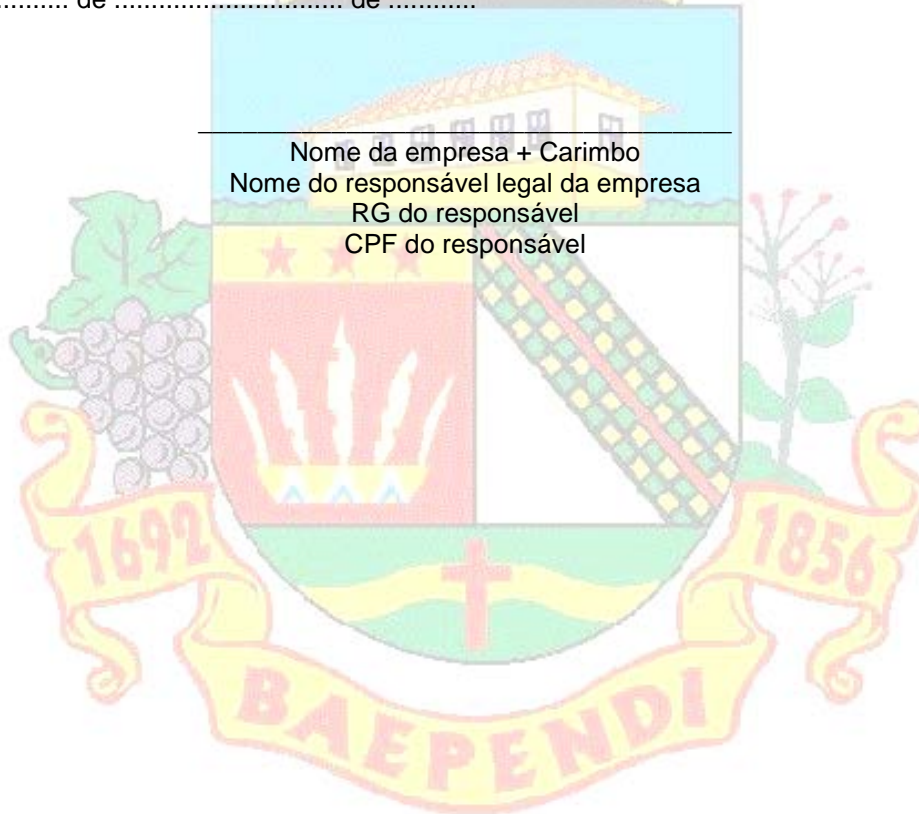 .......... de ............................... de ............
____________________________________
Nome da empresa + Carimbo
Nome do responsável legal da empresa
RG do responsável
CPF do responsável
1692
1856
BAEPENDI